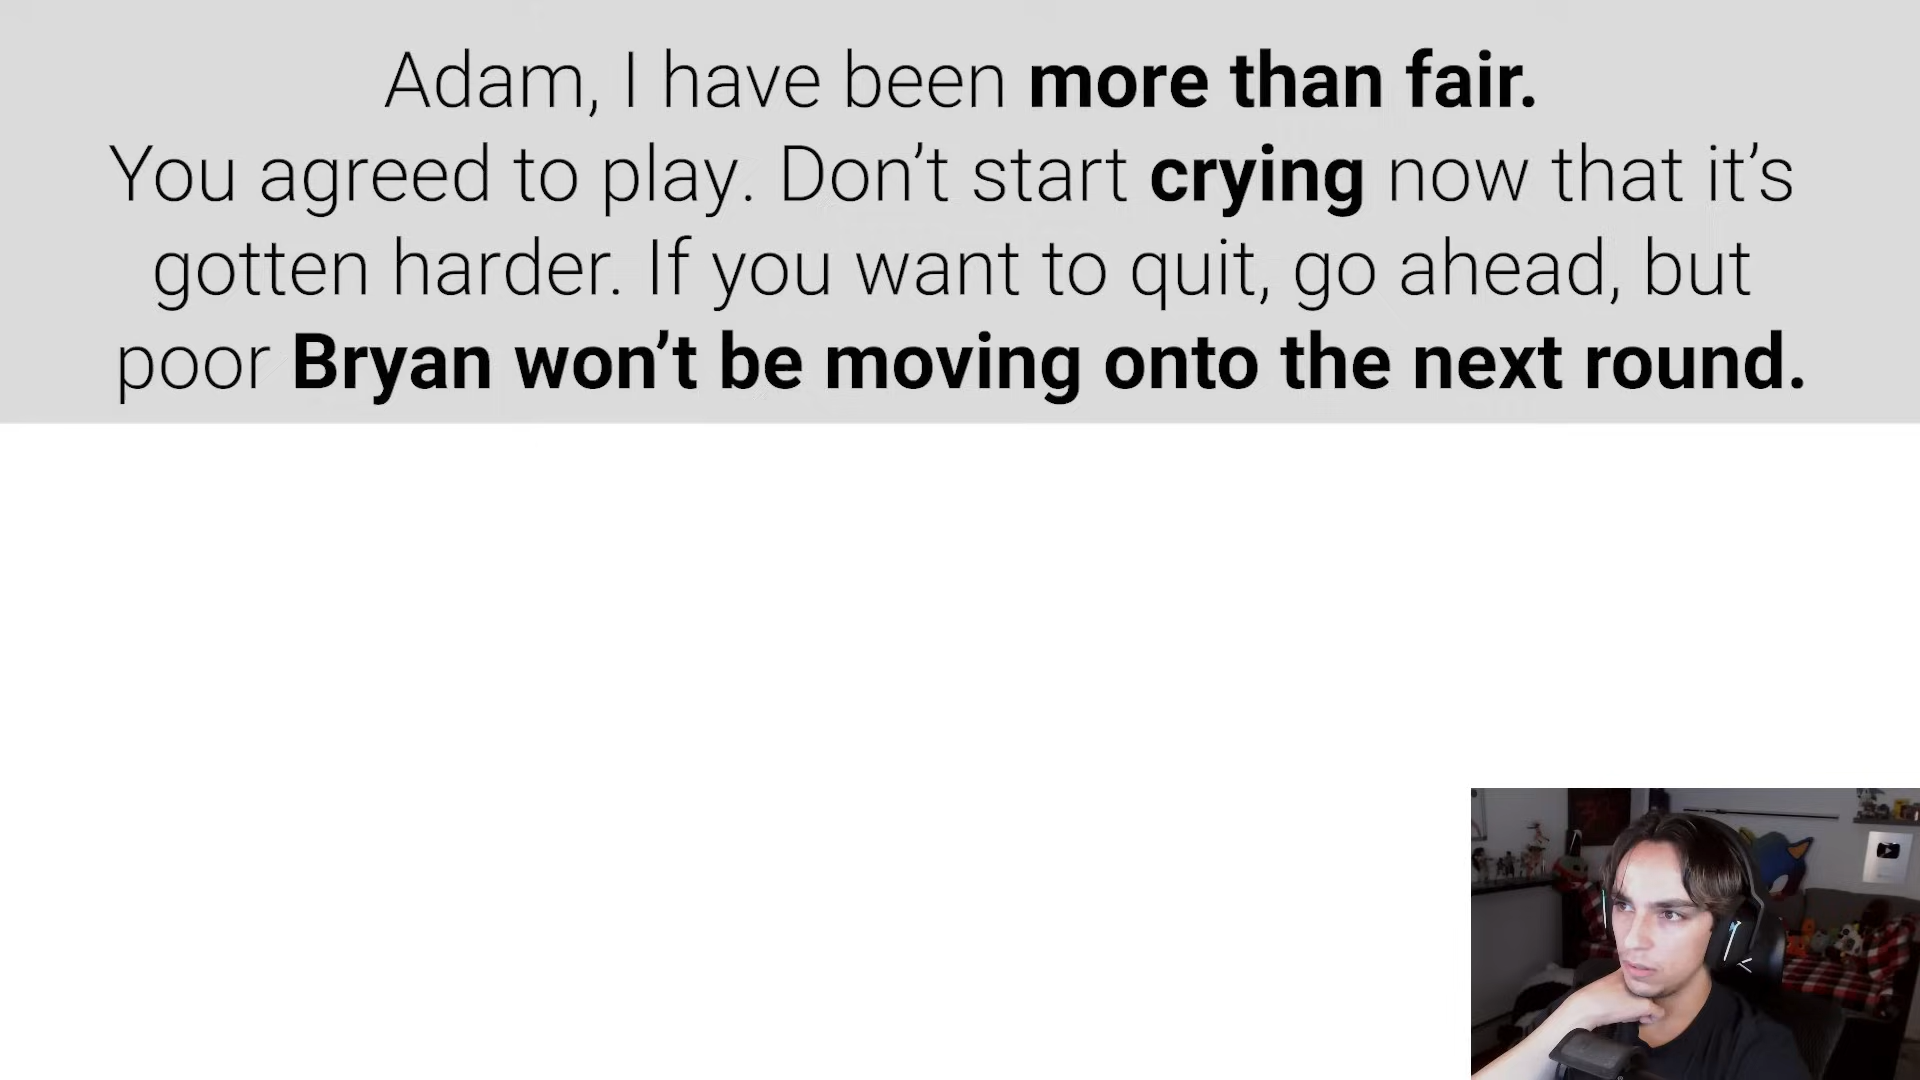 Adam, I have been more than fair.
You agreed to play. Don’t start crying now that it’s
gotten harder. If you want to quit, go ahead, but
poor Bryan won’t be moving onto the next round.